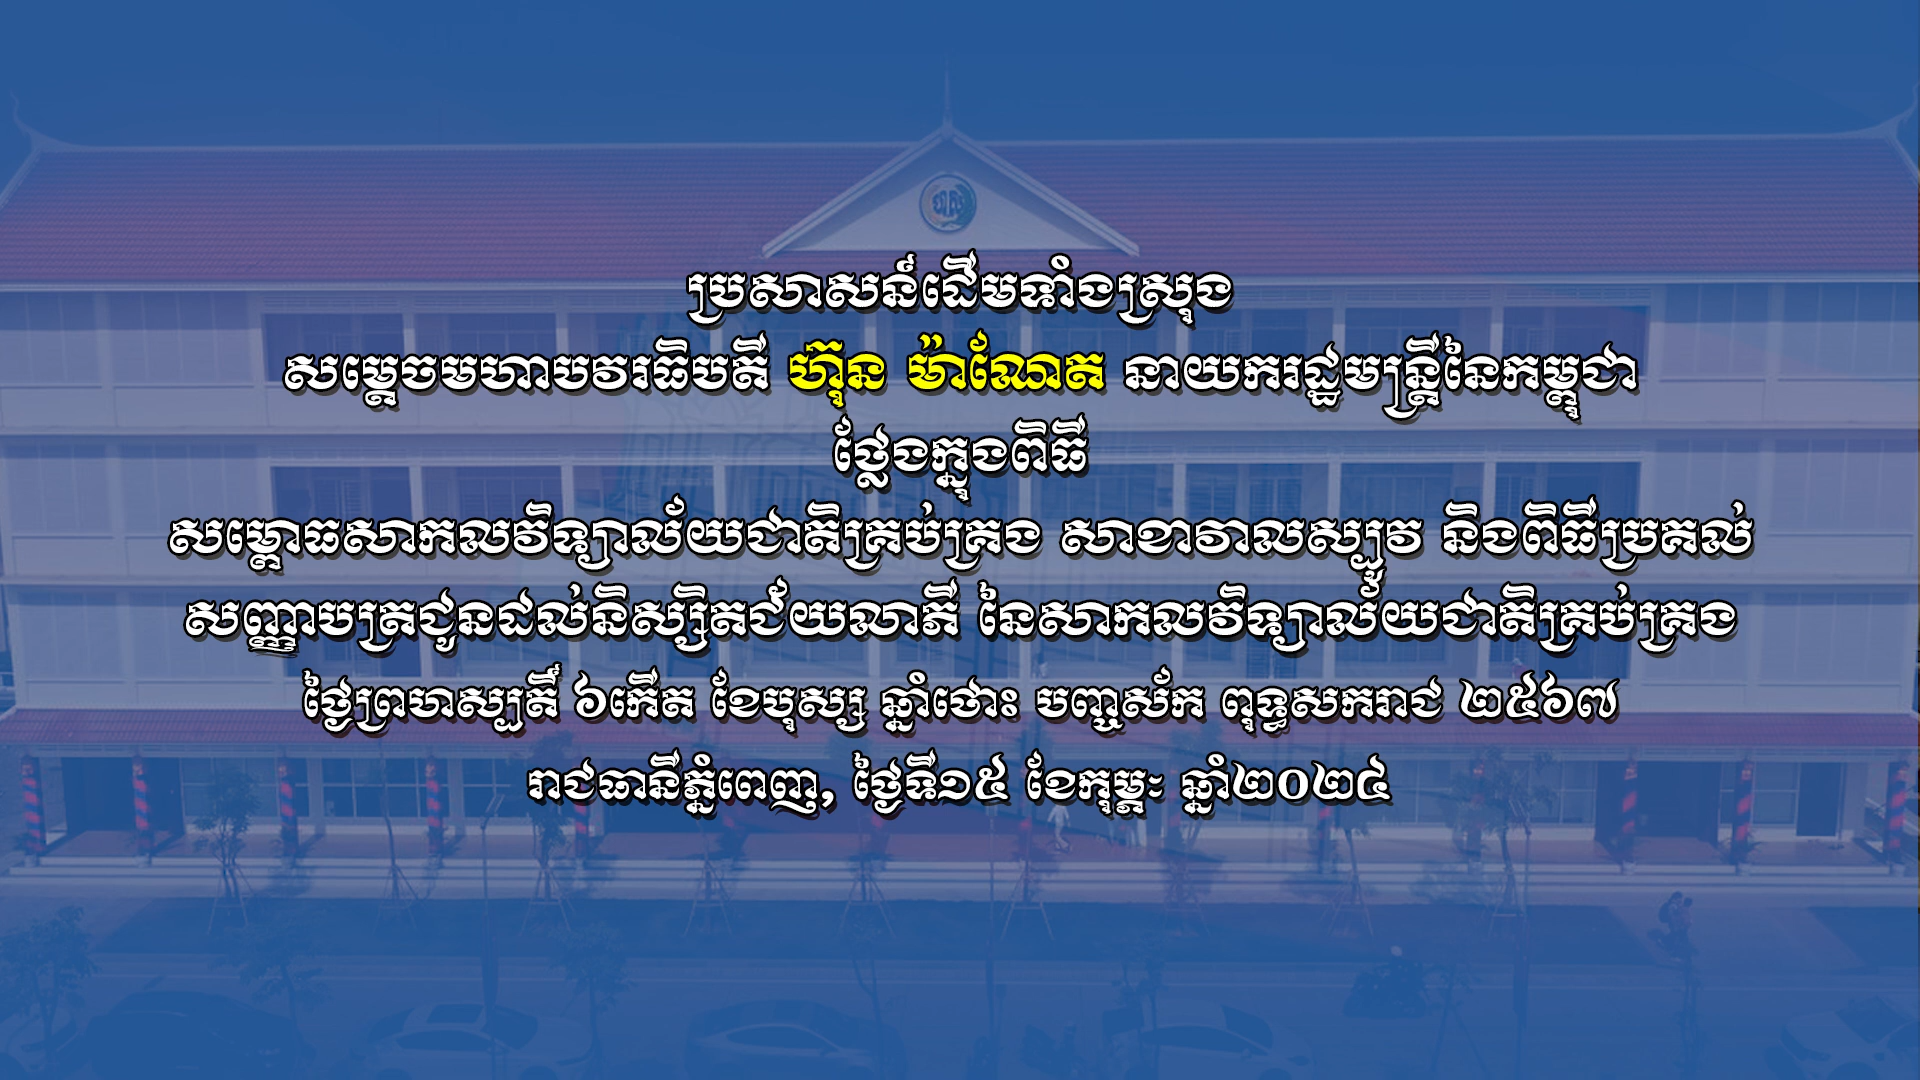 ប្រសាសន៍ដើមទាំងស្រុង
សម្តេចមហាបវរធិបតី ហ៊ុន ម៉ាណែត នាយករដ្ឋមន្ត្រីនៃកម្ពុជា
ថ្លែងក្នុងពិធី
សម្ពោធសាកលវិទ្យាល័យជាតិគ្រប់គ្រង សាខាវាលស្បូវ និងពិធីប្រគល់
សញ្ញាបត្រជូនដល់និស្សិតជ័យលាភី នៃសាកលវិទ្យាល័យជាតិគ្រប់គ្រង
ថ្ងៃព្រហស្បតិ៍ ៦កើត ខែបុស្ស ឆ្នាំថោះ បញ្ចស័ក ពុទ្ធសករាជ ២៥៦៧
រាជធានីភ្នំពេញ, ថ្ងៃទី១៥ ខែកុម្ភៈ ឆ្នាំ២០២៤